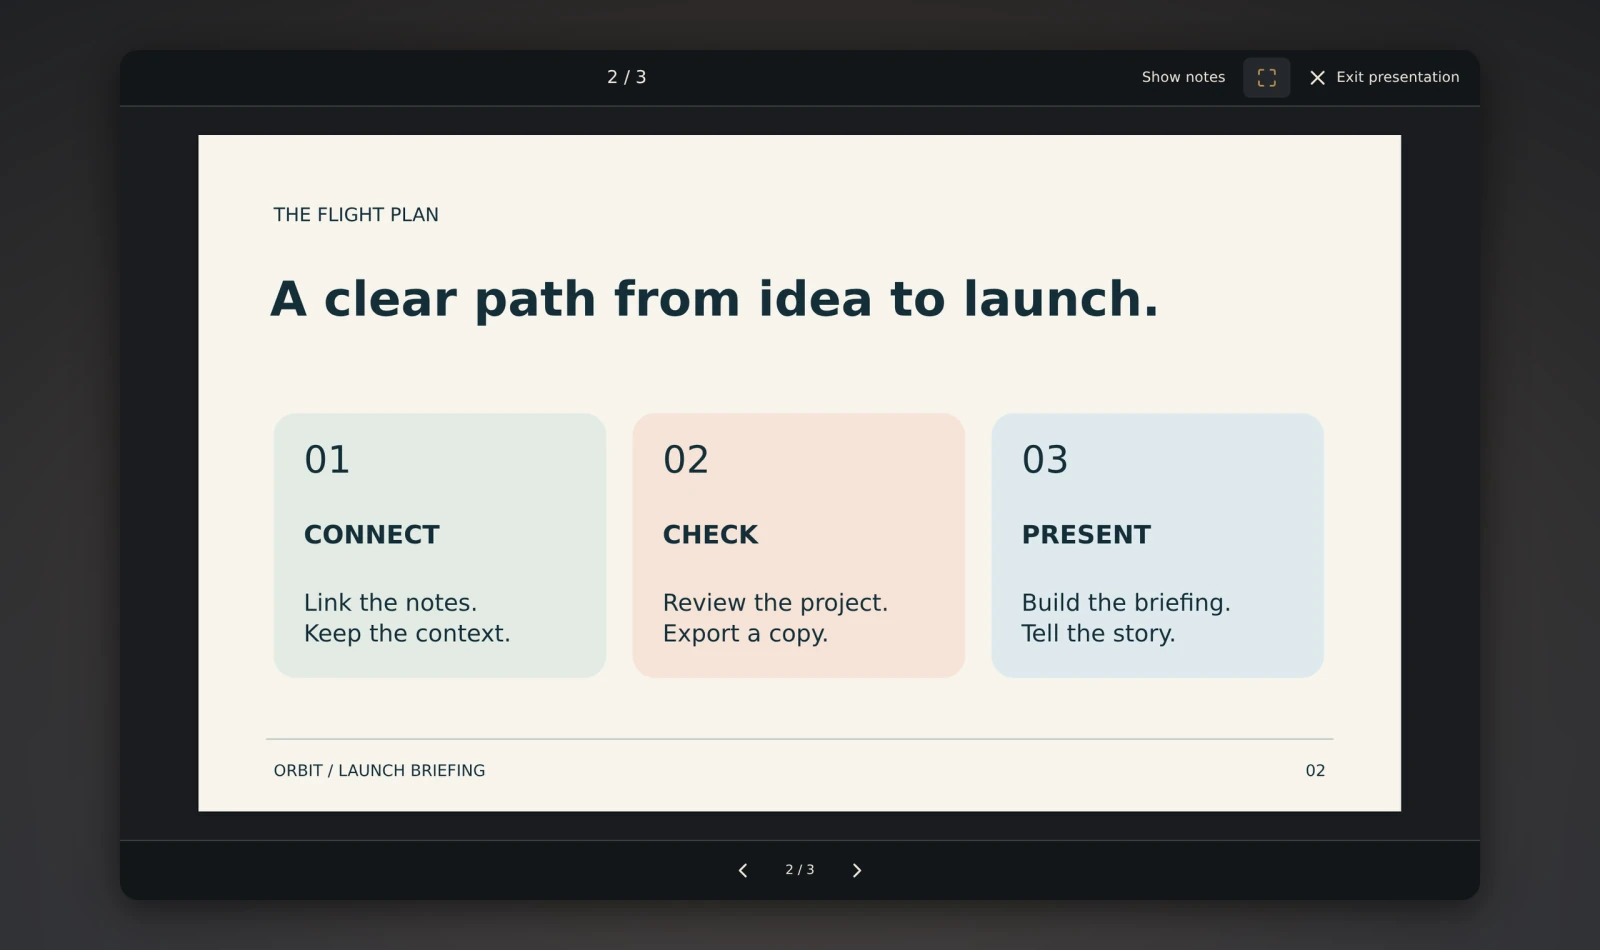 2 / 3
Show notes
Exit presentation
THE FLIGHT PLAN
A clear path from idea to launch.
01
CONNECT
Link the notes.
Keep the context.
02
CHECK
Review the project.
Export a copy.
03
PRESENT
Build the briefing.
Tell the story.
ORBIT / LAUNCH BRIEFING
02
2 / 3